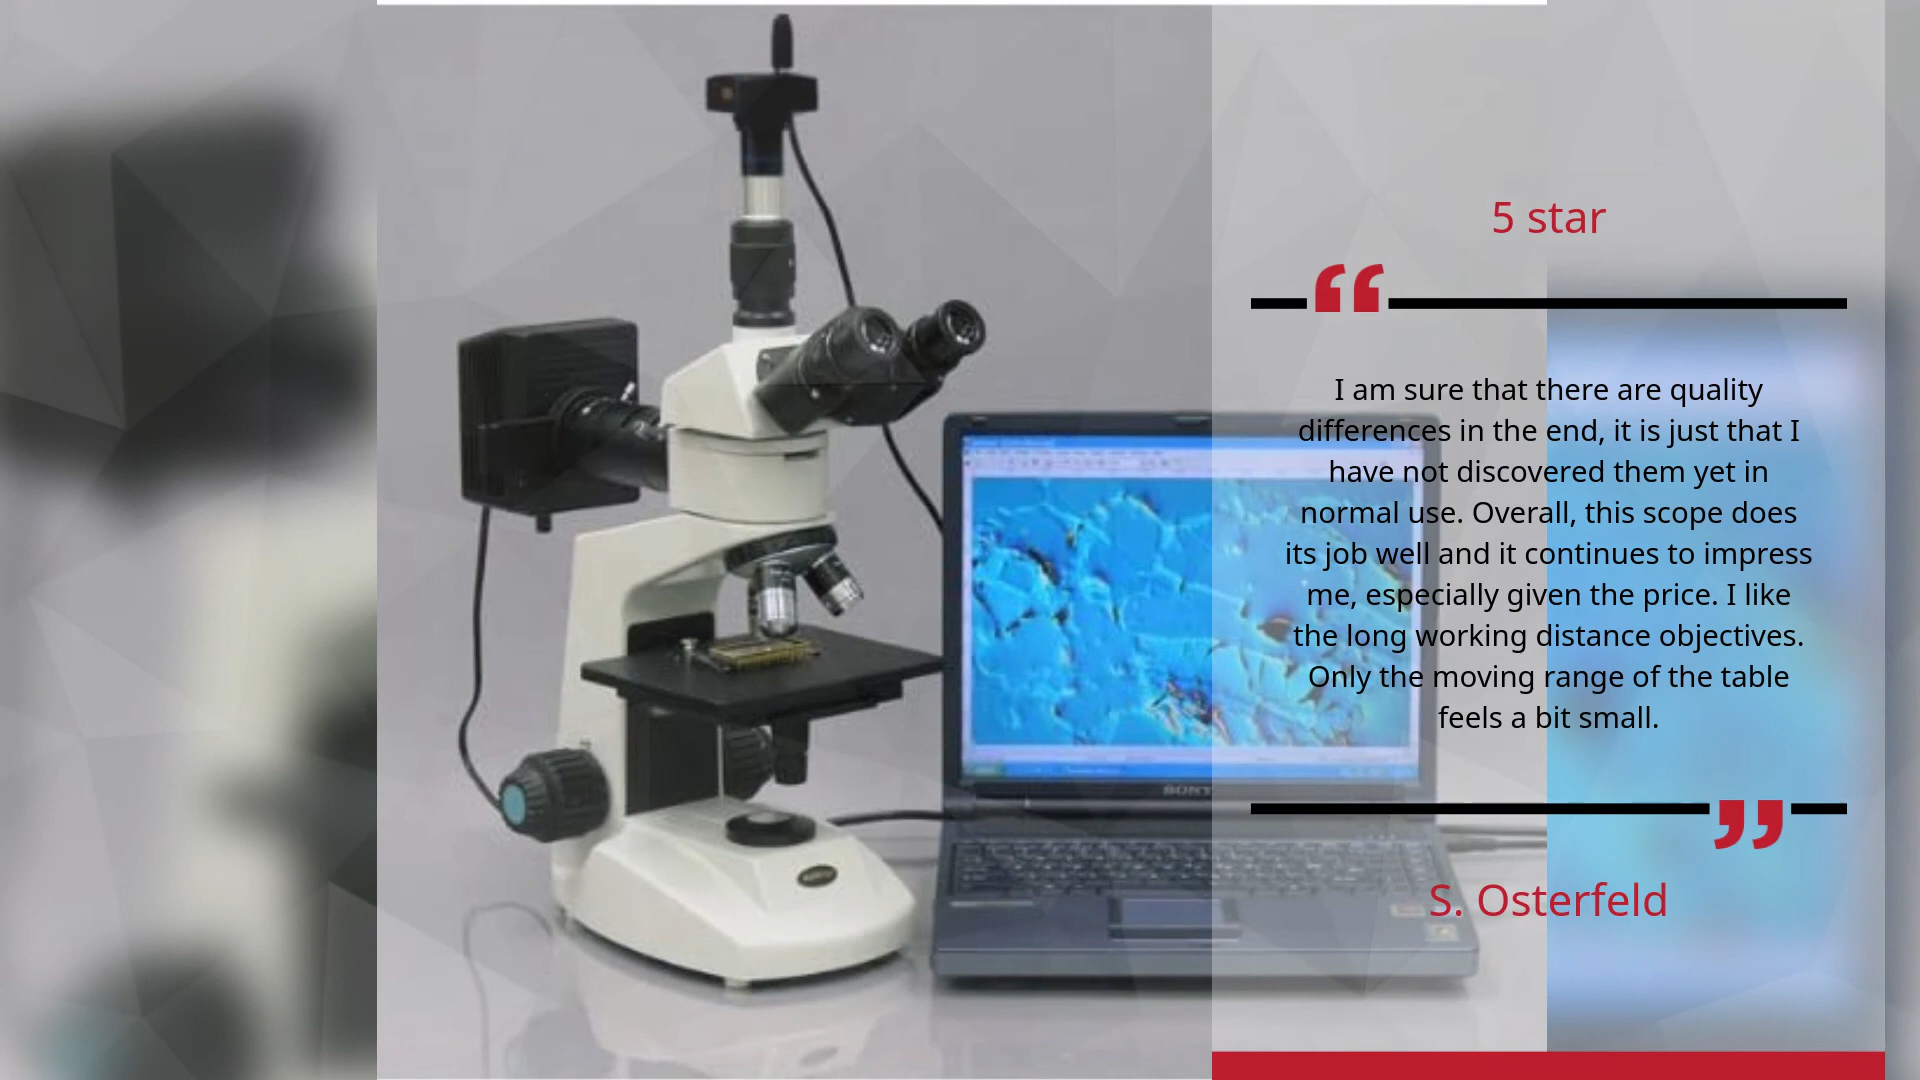 5 star
“
I am sure that there are quality
differences in the end, it is just that I
have not discovered them yet in
normal use. Overall, this scope does
its job well and it continues to impress
me, especially given the price. I like
the long working distance objectives.
Only the moving range of the table
feels a bit small.
SONY
”
S. Osterfeld